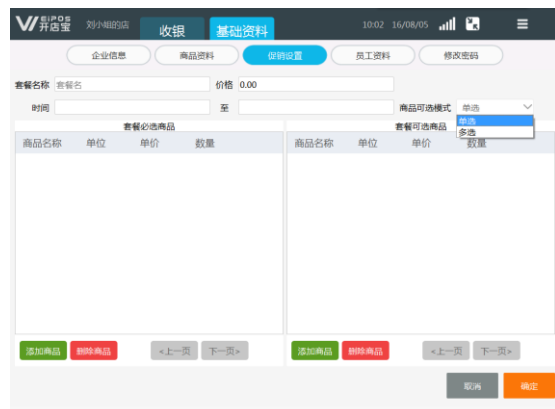 WEiPOS 开店宝 刘小姐的店 收银 基础资料 10:02 16/08/05
企业信息 商品资料 促销设置 员工资料 修改密码
套餐名称 套餐名 价格 0.00
时间 至 商品可选模式 单选
单选
多选
套餐必选商品 套餐可选商品
商品名称 单位 单价 数量 商品名称 单位 单价 数量
添加商品 删除商品 <上一页 下一页> 添加商品 删除商品 <上一页 下一页>
取消 确定